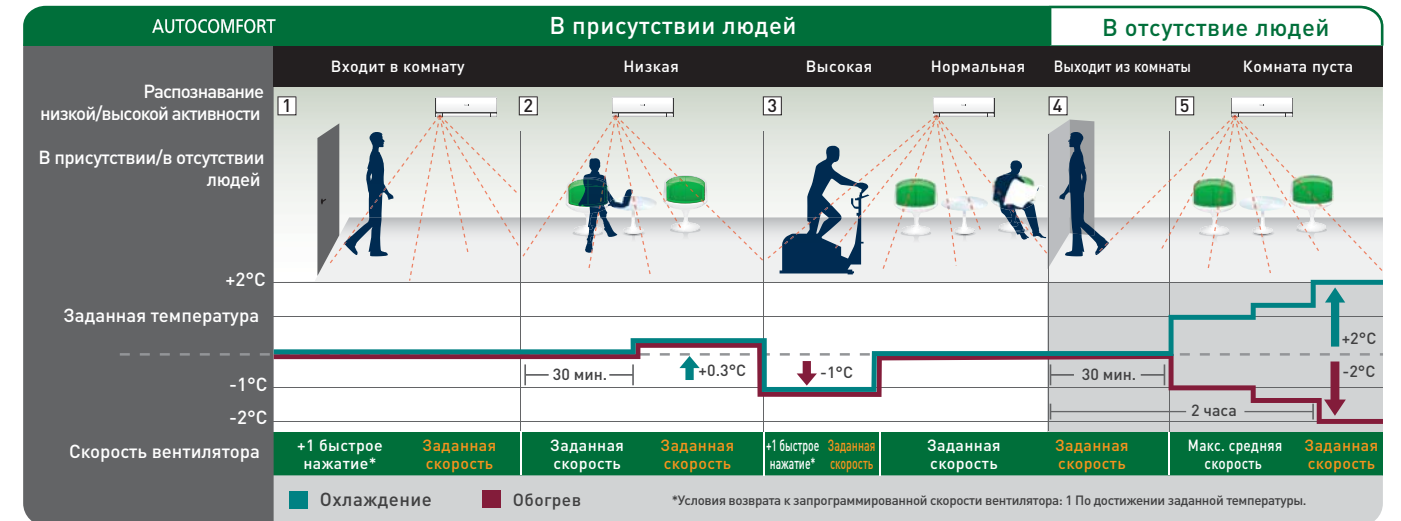 AUTOCOMFORT
В присутствии людей
В отсутствие людей
Входит в комнату
Низкая
Высокая
Нормальная
Выходит из комнаты
Комната пуста
Распознавание
низкой/высокой активности
В присутствии/в отсутствии
людей
1
2
3
4
5
+2°C
Заданная температура
-1°C
-2°C
30 мин.
+0.3°C
-1°C
30 мин.
+2°C
-2°C
2 часа
Скорость вентилятора
+1 быстрое
нажатие*
Заданная
скорость
Заданная
скорость
Заданная
скорость
+1 быстрое
нажатие*
Заданная
скорость
Заданная
скорость
Заданная
скорость
Макс. средняя
скорость
Заданная
скорость
Охлаждение
Обогрев
*Условия возврата к запрограммированной скорости вентилятора: 1 По достижении заданной температуры.